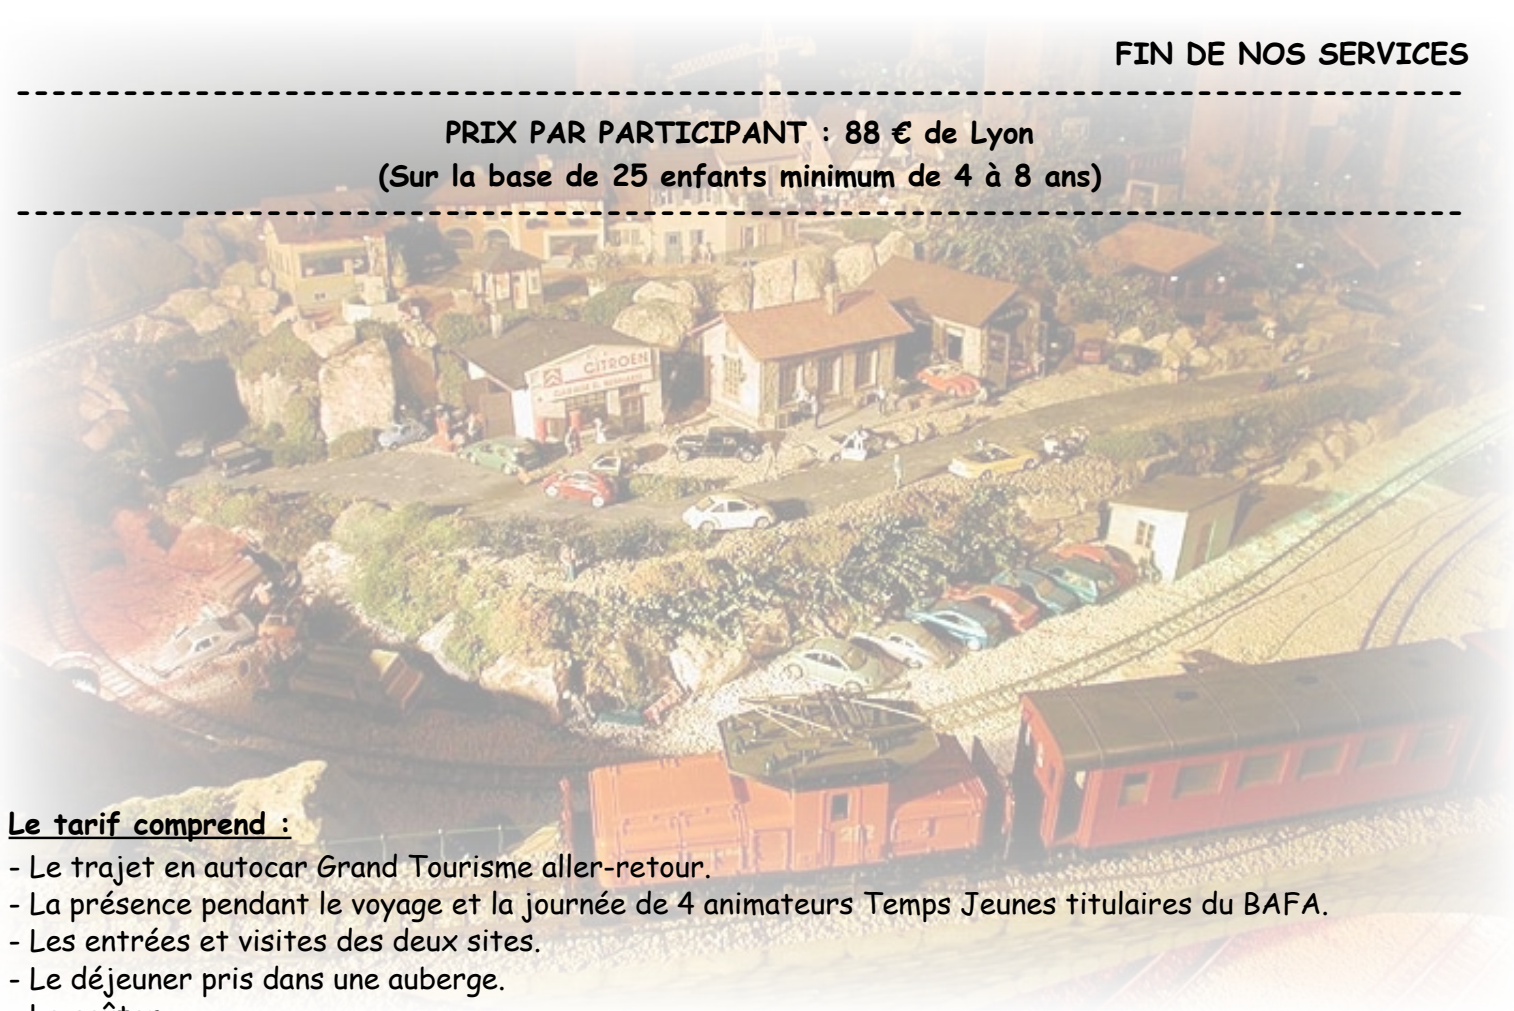 FIN DE NOS SERVICES
PRIX PAR PARTICIPANT : 88 € de Lyon
(Sur la base de 25 enfants minimum de 4 à 8 ans)
CITROEN
Le tarif comprend :
- Le trajet en autocar Grand Tourisme aller-retour.
- La présence pendant le voyage et la journée de 4 animateurs Temps Jeunes titulaires du BAFA.
- Les entrées et visites des deux sites.
- Le déjeuner pris dans une auberge.